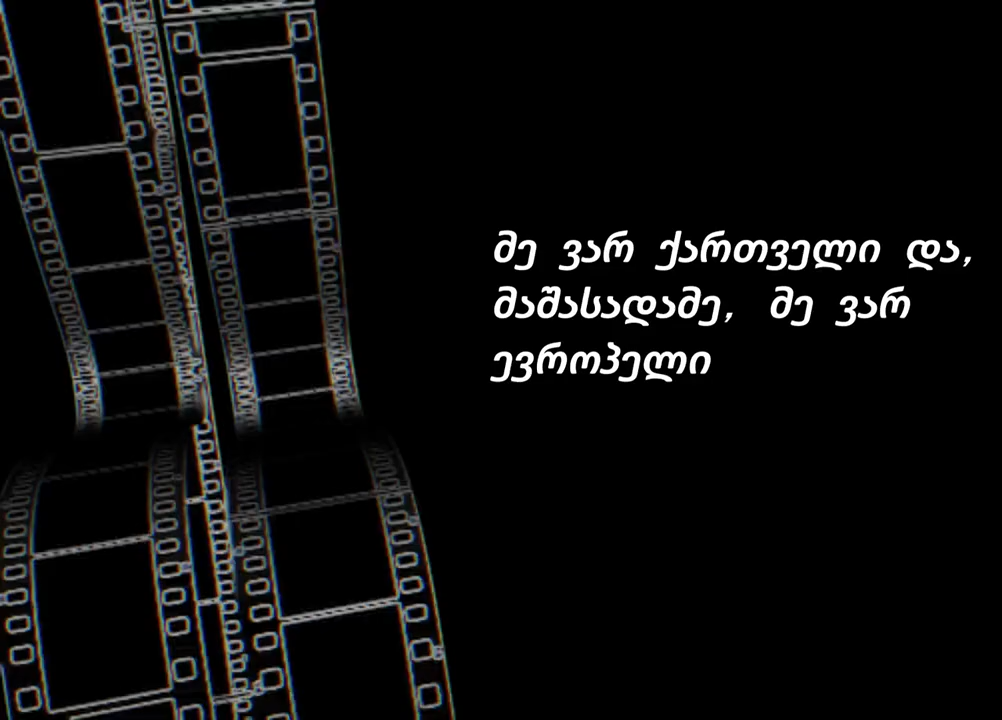 მე ვარ ქართველი და,
მაშასადამე, მე ვარ
ევროპელი